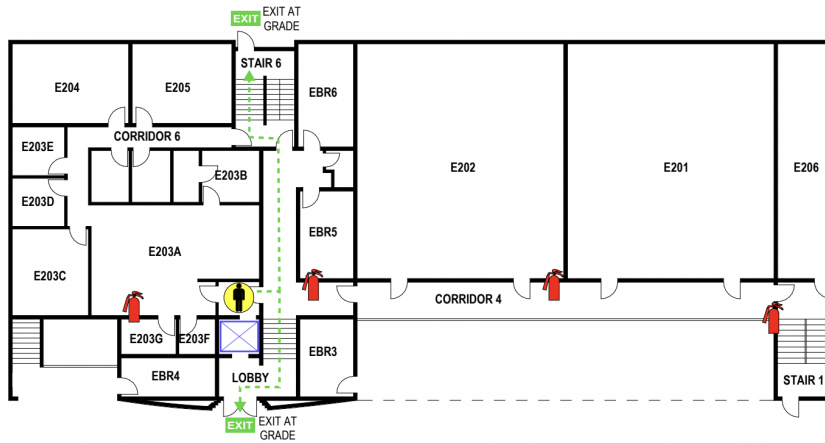 EXIT EXIT AT
GRADE
STAIR 6
E204
E205
EBR6
CORRIDOR 6
E203E
E203B
E202
E201
E206
E203D
E203A
EBR5
E203C
CORRIDOR 4
E203G
E203F
EBR3
EBR4
LOBBY
STAIR 1
EXIT EXIT AT
GRADE